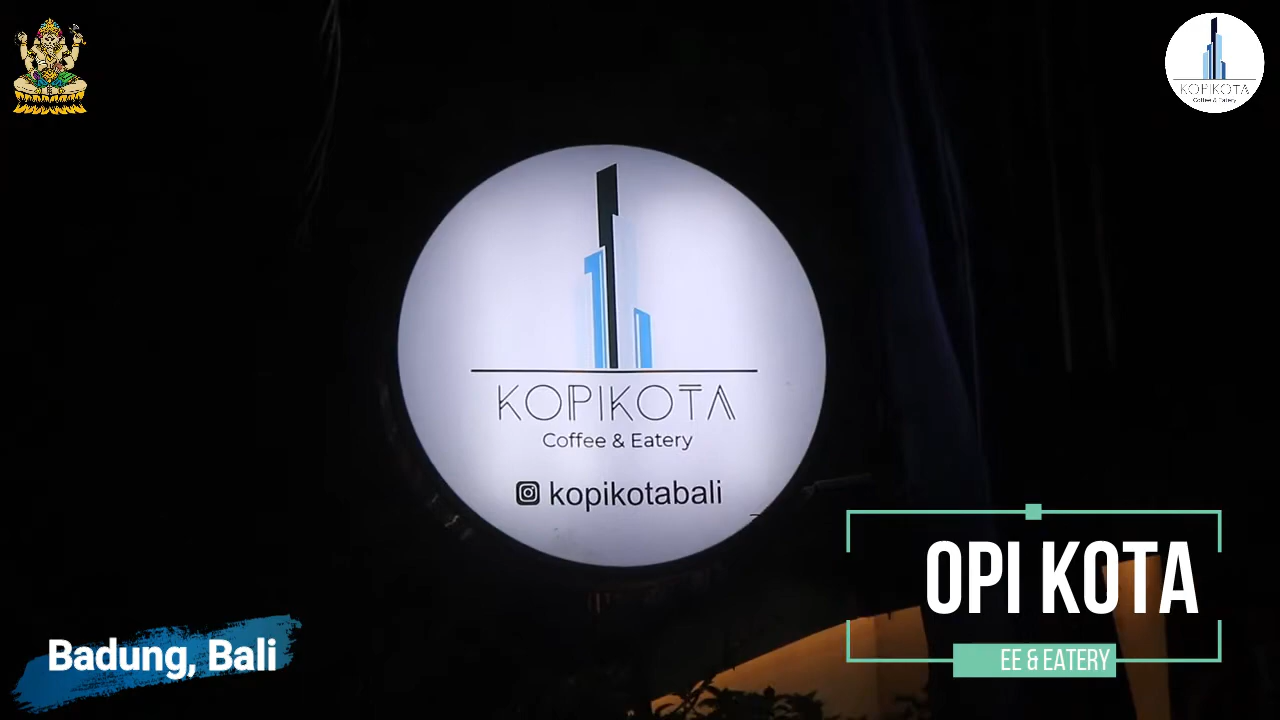 KOPIKOTA
Coffee & Eatery
KOPIKOTA
Coffee & Eatery
kopikotabali
OPI KOTA
EE & EATERY
Badung, Bali